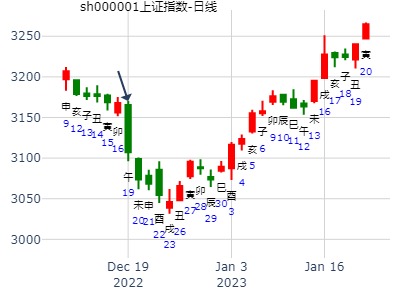 sh000001上证指数-日线
3250
3200
3150
3100
3050
3000
申 亥 子 丑 寅 卯 午 未 申 酉 戌 丑 寅 卯 辰 巳 酉 戌 亥 子 卯 辰 巳 午 未 戌 亥 子 丑 寅
9 12 13 14 15 16 19 20 21 22 23 26 27 28 29 30 3 4 5 6 9 10 11 12 13 16 17 18 19 20
Dec 19
2022
Jan 3
2023
Jan 16